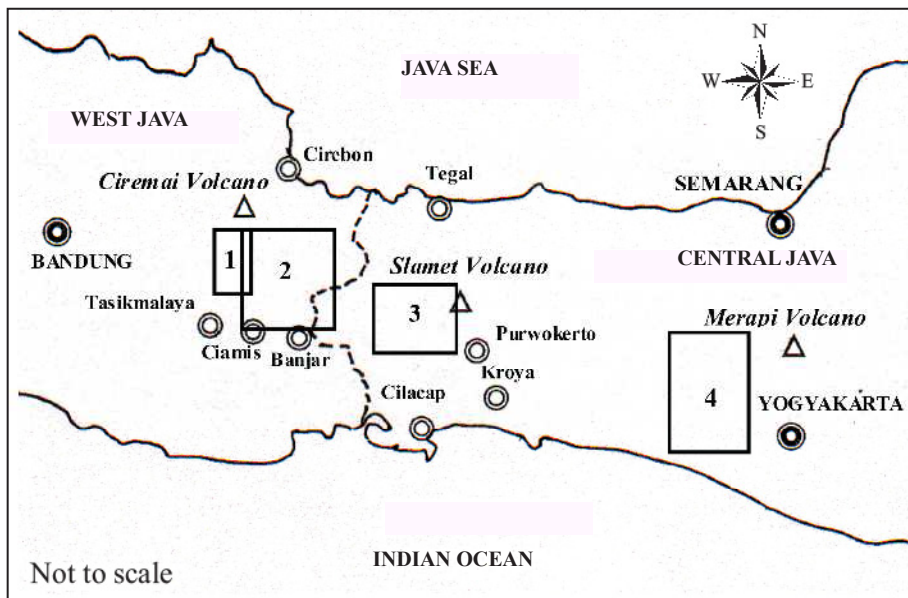 N
JAVA SEA
W E
WEST JAVA
S
Cirebon
Ciremai Volcano
Tegal
SEMARANG
BANDUNG
1
2
CENTRAL JAVA
Slamet Volcano
Tasikmalaya
3
Merapi Volcano
Purwokerto
Ciamis
Banjar
Kroya
Cilacap
4
YOGYAKARTA
INDIAN OCEAN
Not to scale